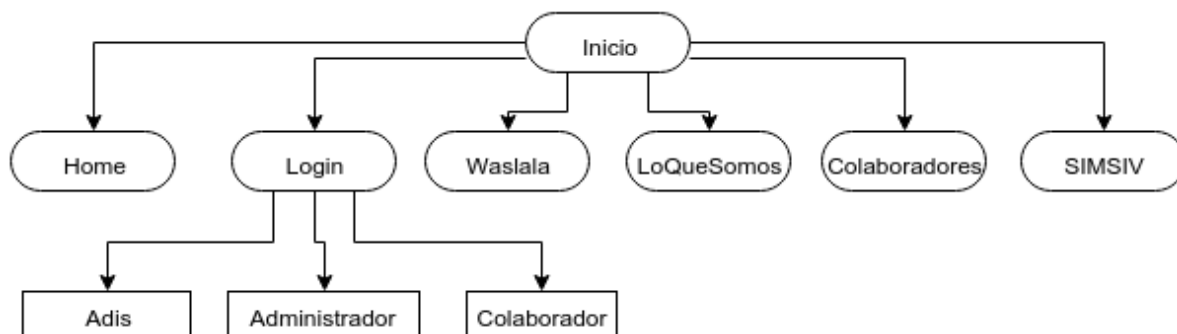 Inicio
Home
Login
Waslala
LoQueSomos
Colaboradores
SIMSIV
Adis
Administrador
Colaborador